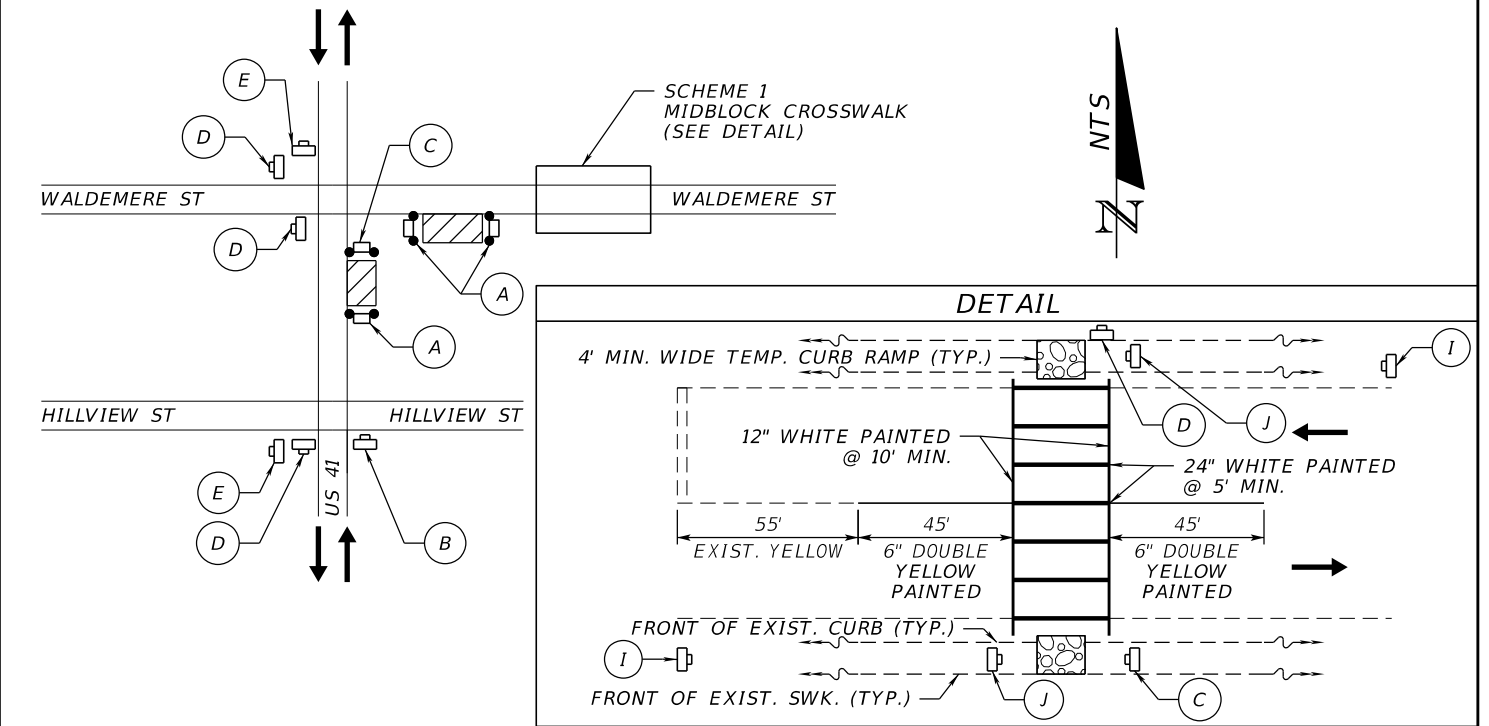 E
SCHEME 1
MIDBLOCK CROSSWALK
(SEE DETAIL)
D
C
NTS
WALDEMERE ST
WALDEMERE ST
N
D
A
A
HILLVIEW ST
HILLVIEW ST
US 41
E
D
B
DETAIL
4' MIN. WIDE TEMP. CURB RAMP (TYP.)
I
D
J
12" WHITE PAINTED
@ 10' MIN.
24" WHITE PAINTED
@ 5' MIN.
55'
EXIST. YELLOW
45'
6" DOUBLE
YELLOW
PAINTED
45'
6" DOUBLE
YELLOW
PAINTED
FRONT OF EXIST. CURB (TYP.)
I
FRONT OF EXIST. SWK. (TYP.)
J
C